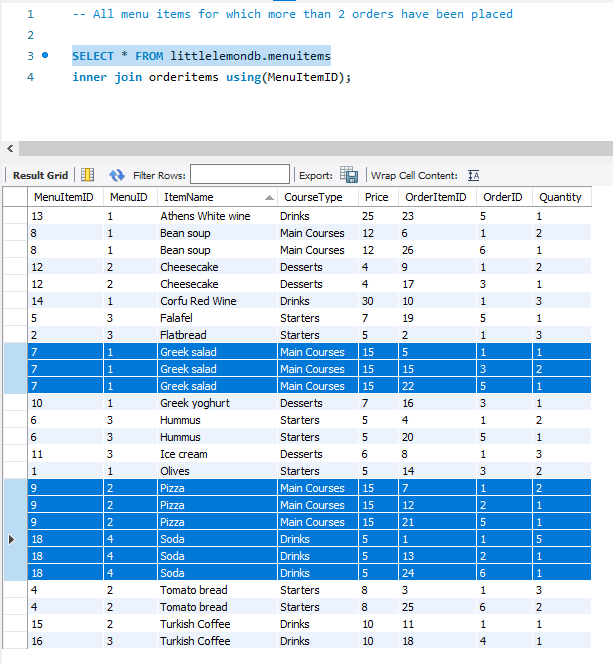 1 -- All menu items for which more than 2 orders have been placed
2
3 SELECT * FROM littlelemondb.menuitems
4 inner join orderitems using(MenuItemID);
Result Grid Filter Rows: Export: Wrap Cell Content:
MenuItemID MenuID ItemName CourseType Price OrderItemID OrderID Quantity
13 1 Athens White wine Drinks 25 23 5 1
8 1 Bean soup Main Courses 12 6 1 2
8 1 Bean soup Main Courses 12 26 6 1
12 2 Cheesecake Desserts 4 9 1 2
12 2 Cheesecake Desserts 4 17 3 1
14 1 Corfu Red Wine Drinks 30 10 1 3
5 3 Falafel Starters 7 19 5 1
2 3 Flatbread Starters 5 2 1 3
7 1 Greek salad Main Courses 15 5 1 1
7 1 Greek salad Main Courses 15 15 3 2
7 1 Greek salad Main Courses 15 22 5 1
10 1 Greek yoghurt Desserts 7 16 3 1
6 3 Hummus Starters 5 4 1 2
6 3 Hummus Starters 5 20 5 1
11 3 Ice cream Desserts 6 8 1 3
1 1 Olives Starters 5 14 3 2
9 2 Pizza Main Courses 15 7 1 2
9 2 Pizza Main Courses 15 12 2 1
9 2 Pizza Main Courses 15 21 5 1
18 4 Soda Drinks 5 1 1 5
18 4 Soda Drinks 5 13 2 1
18 4 Soda Drinks 5 24 6 1
4 2 Tomato bread Starters 8 3 1 3
4 2 Tomato bread Starters 8 25 6 2
15 2 Turkish Coffee Drinks 10 11 1 1
16 3 Turkish Coffee Drinks 10 18 4 1